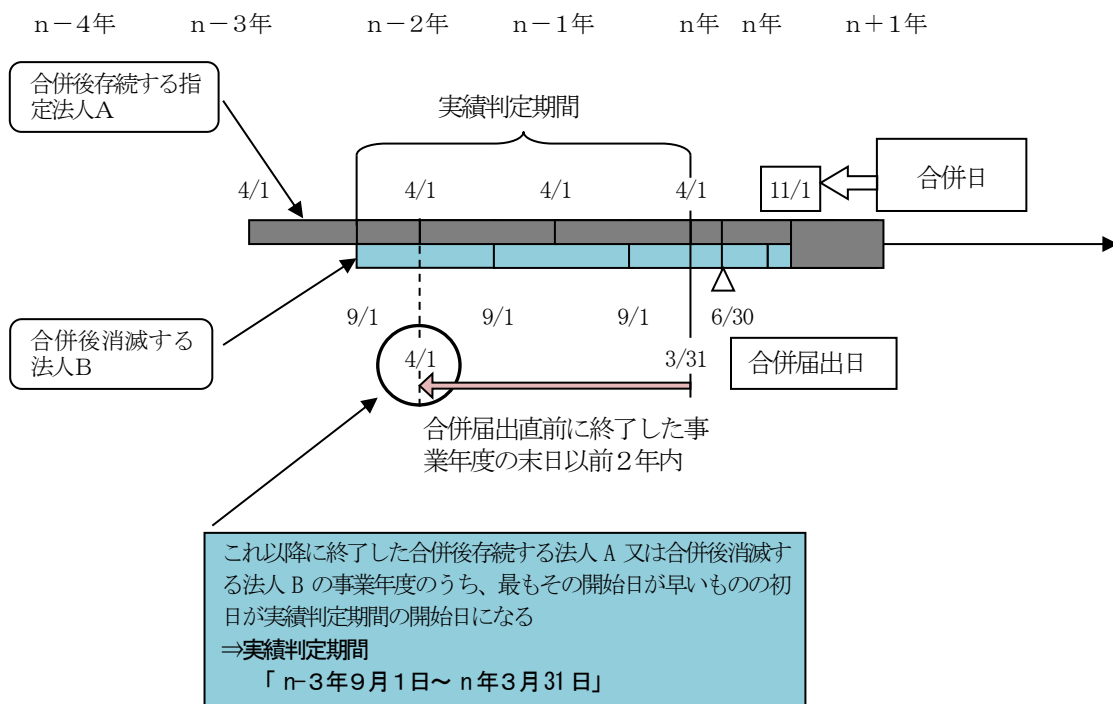 n－4年 n－3年 n－2年 n－1年 n年 n年 n＋1年
合併後存続する指
定法人A
実績判定期間
4/1 4/1 4/1 4/1 11/1
合併日
9/1 9/1 9/1 6/30
合併後消滅する
法人B
4/1 3/31
合併届出日
合併届出直前に終了した事
業年度の末日以前２年内
これ以降に終了した合併後存続する法人 A 又は合併後消滅す
る法人 B の事業年度のうち、最もその開始日が早いものの初
日が実績判定期間の開始日になる
⇒実績判定期間
「 n-３年９月１日～ n 年３月 31 日」